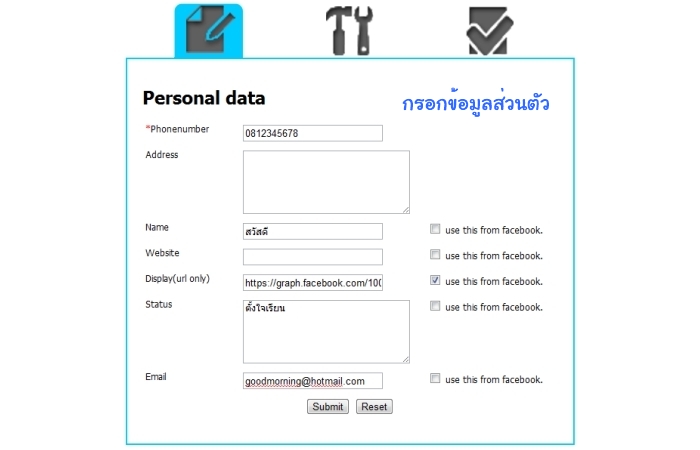 Personal data
กรอกข้อมูลส่วนตัว
*Phonenumber 0812345678
Address
Name สวัสดี use this from facebook.
Website use this from facebook.
Display(url only) https://graph.facebook.com/100 use this from facebook.
Status ตั้งใจเรียน use this from facebook.
Email goodmorning@hotmail.com use this from facebook.
Submit Reset